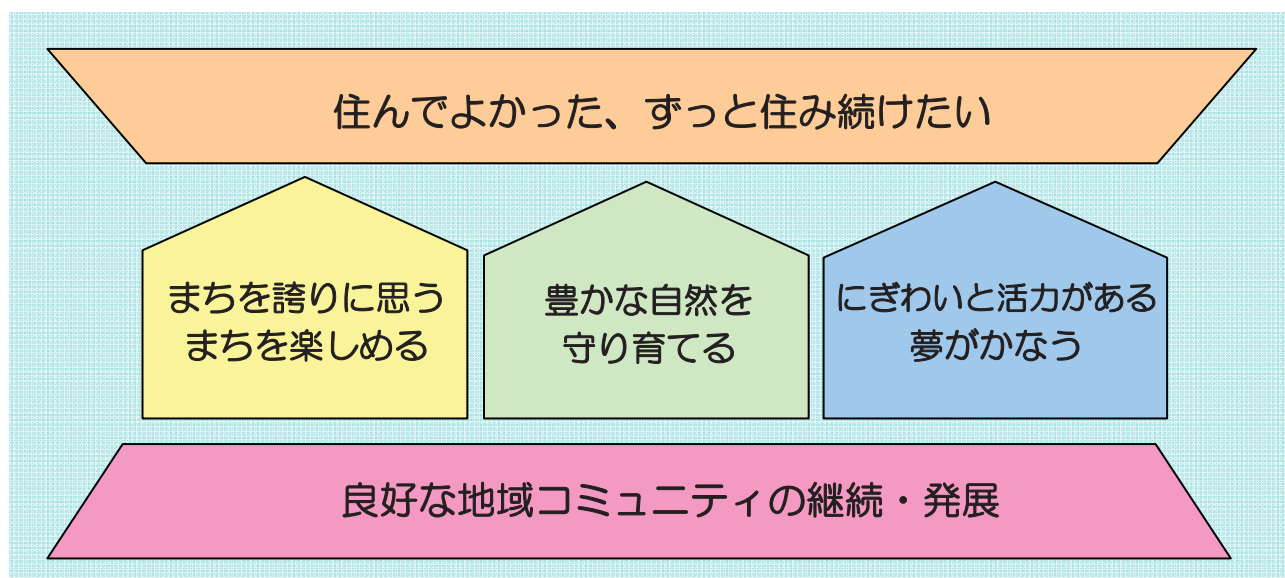 住んでよかった、ずっと住み続けたい
まちを誇りに思う
まちを楽しめる
豊かな自然を
守り育てる
にぎわいと活力がある
夢がかなう
良好な地域コミュニティの継続・発展